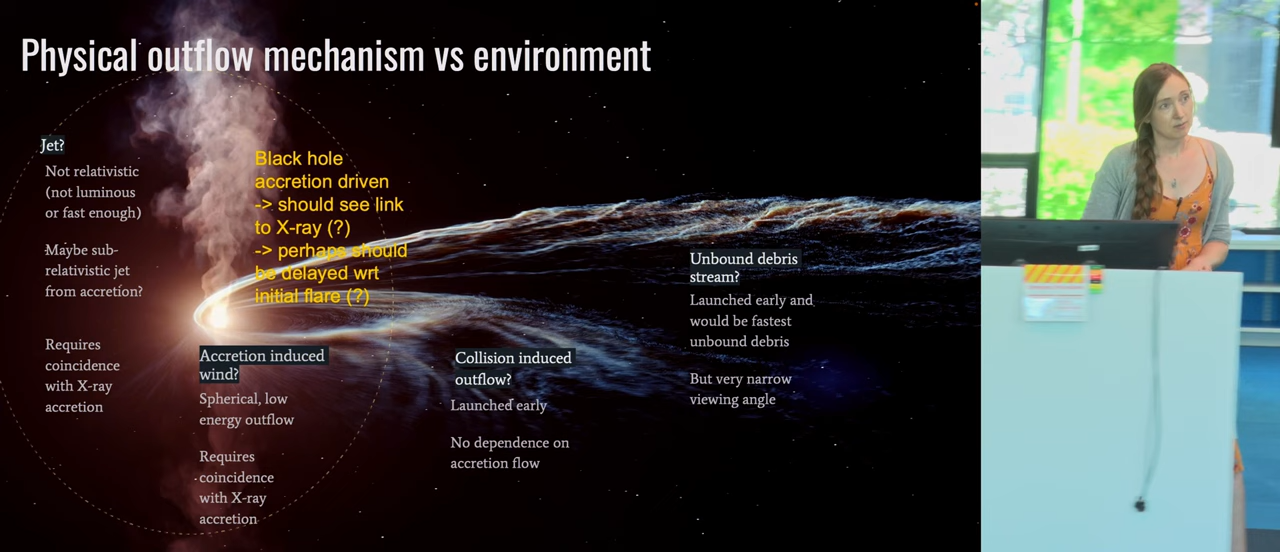 Physical outflow mechanism vs environment
Jet?
Not relativistic
(not luminous
or fast enough)
Maybe sub-
relativistic jet
from accretion?
Requires
coincidence
with X-ray
accretion
Black hole
accretion driven
-> should see link
to X-ray (?)
-> perhaps should
be delayed wrt
initial flare (?)
Accretion induced
wind?
Spherical, low
energy outflow
Requires
coincidence
with X-ray
accretion
Collision induced
outflow?
Launched early
No dependence on
accretion flow
Unbound debris
stream?
Launched early and
would be fastest
unbound debris
But very narrow
viewing angle